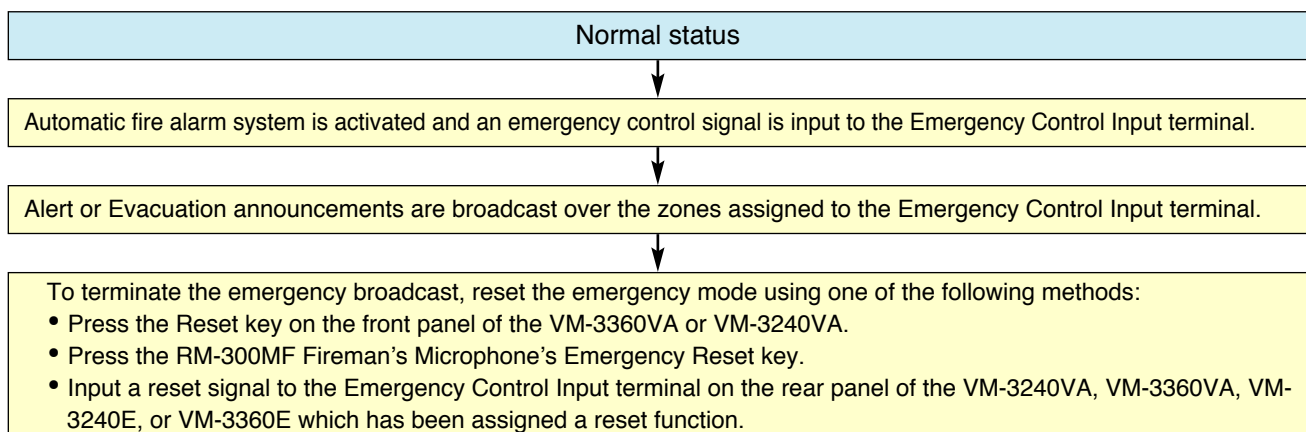 Normal status
Automatic fire alarm system is activated and an emergency control signal is input to the Emergency Control Input terminal.
Alert or Evacuation announcements are broadcast over the zones assigned to the Emergency Control Input terminal.
To terminate the emergency broadcast, reset the emergency mode using one of the following methods:
• Press the Reset key on the front panel of the VM-3360VA or VM-3240VA.
• Press the RM-300MF Fireman's Microphone's Emergency Reset key.
• Input a reset signal to the Emergency Control Input terminal on the rear panel of the VM-3240VA, VM-3360VA, VM-
3240E, or VM-3360E which has been assigned a reset function.